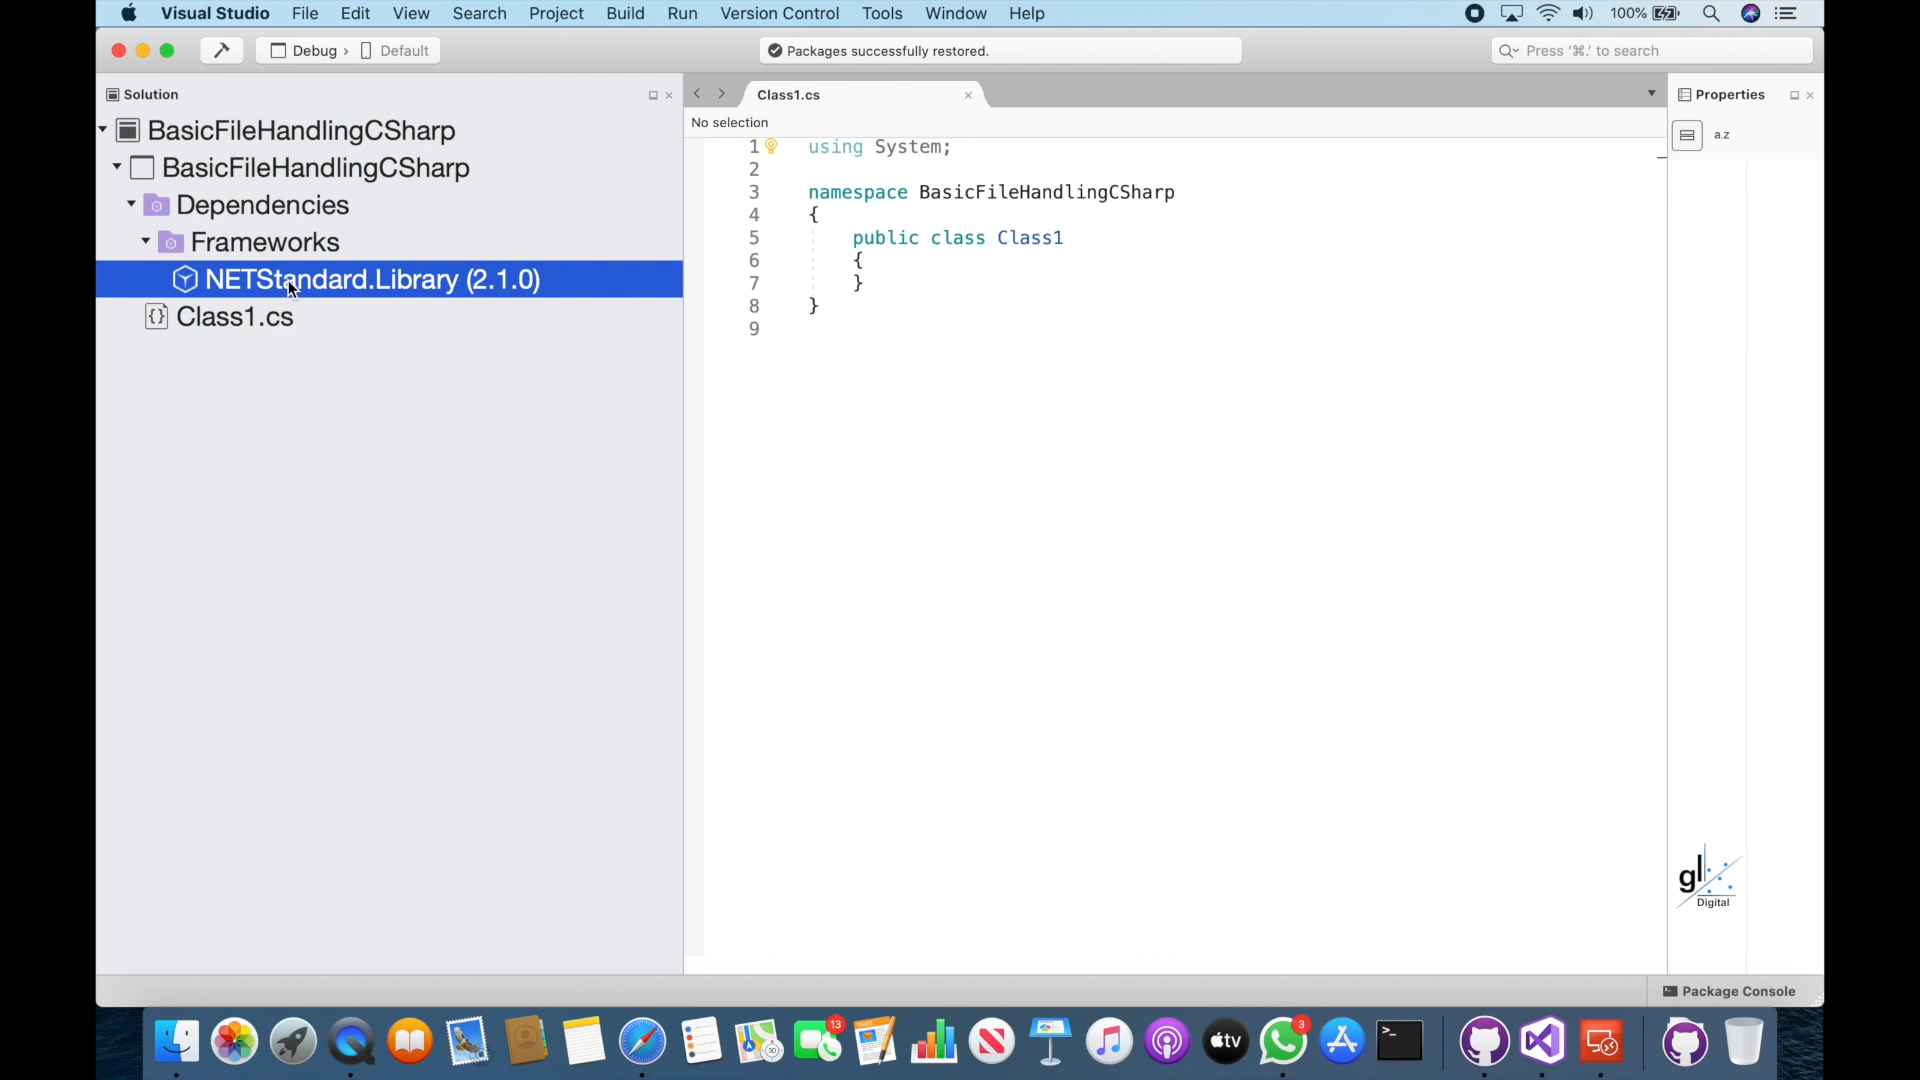 Visual Studio File Edit View Search Project Build Run Version Control Tools Window Help 100%
Debug › Default
Packages successfully restored.
Press '⌘.' to search
Solution
BasicFileHandlingCSharp
BasicFileHandlingCSharp
Dependencies
Frameworks
NETStandard.Library (2.1.0)
Class1.cs
Class1.cs
No selection
1 using System;
2
3 namespace BasicFileHandlingCSharp
4 {
5 public class Class1
6 {
7 }
8 }
9
Properties
a.z
gl
Digital
Package Console
13
3D
tv
3
>_